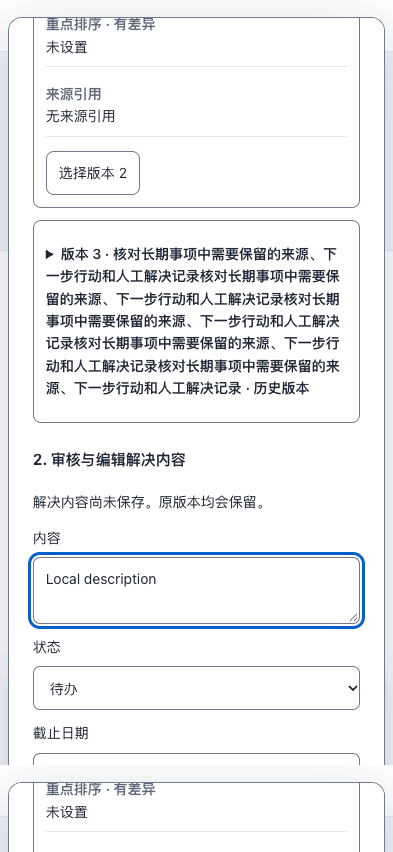 重点排序 · 有差异
未设置
来源引用
无来源引用
选择版本 2
▶ 版本 3 · 核对长期事项中需要保留的来源、下
一步行动和人工解决记录核对长期事项中需要保
留的来源、下一步行动和人工解决记录核对长期
事项中需要保留的来源、下一步行动和人工解决
记录核对长期事项中需要保留的来源、下一步行
动和人工解决记录核对长期事项中需要保留的来
源、下一步行动和人工解决记录 · 历史版本
2. 审核与编辑解决内容
解决内容尚未保存。原版本均会保留。
内容
Local description
状态
待办
截止日期
重点排序 · 有差异
未设置